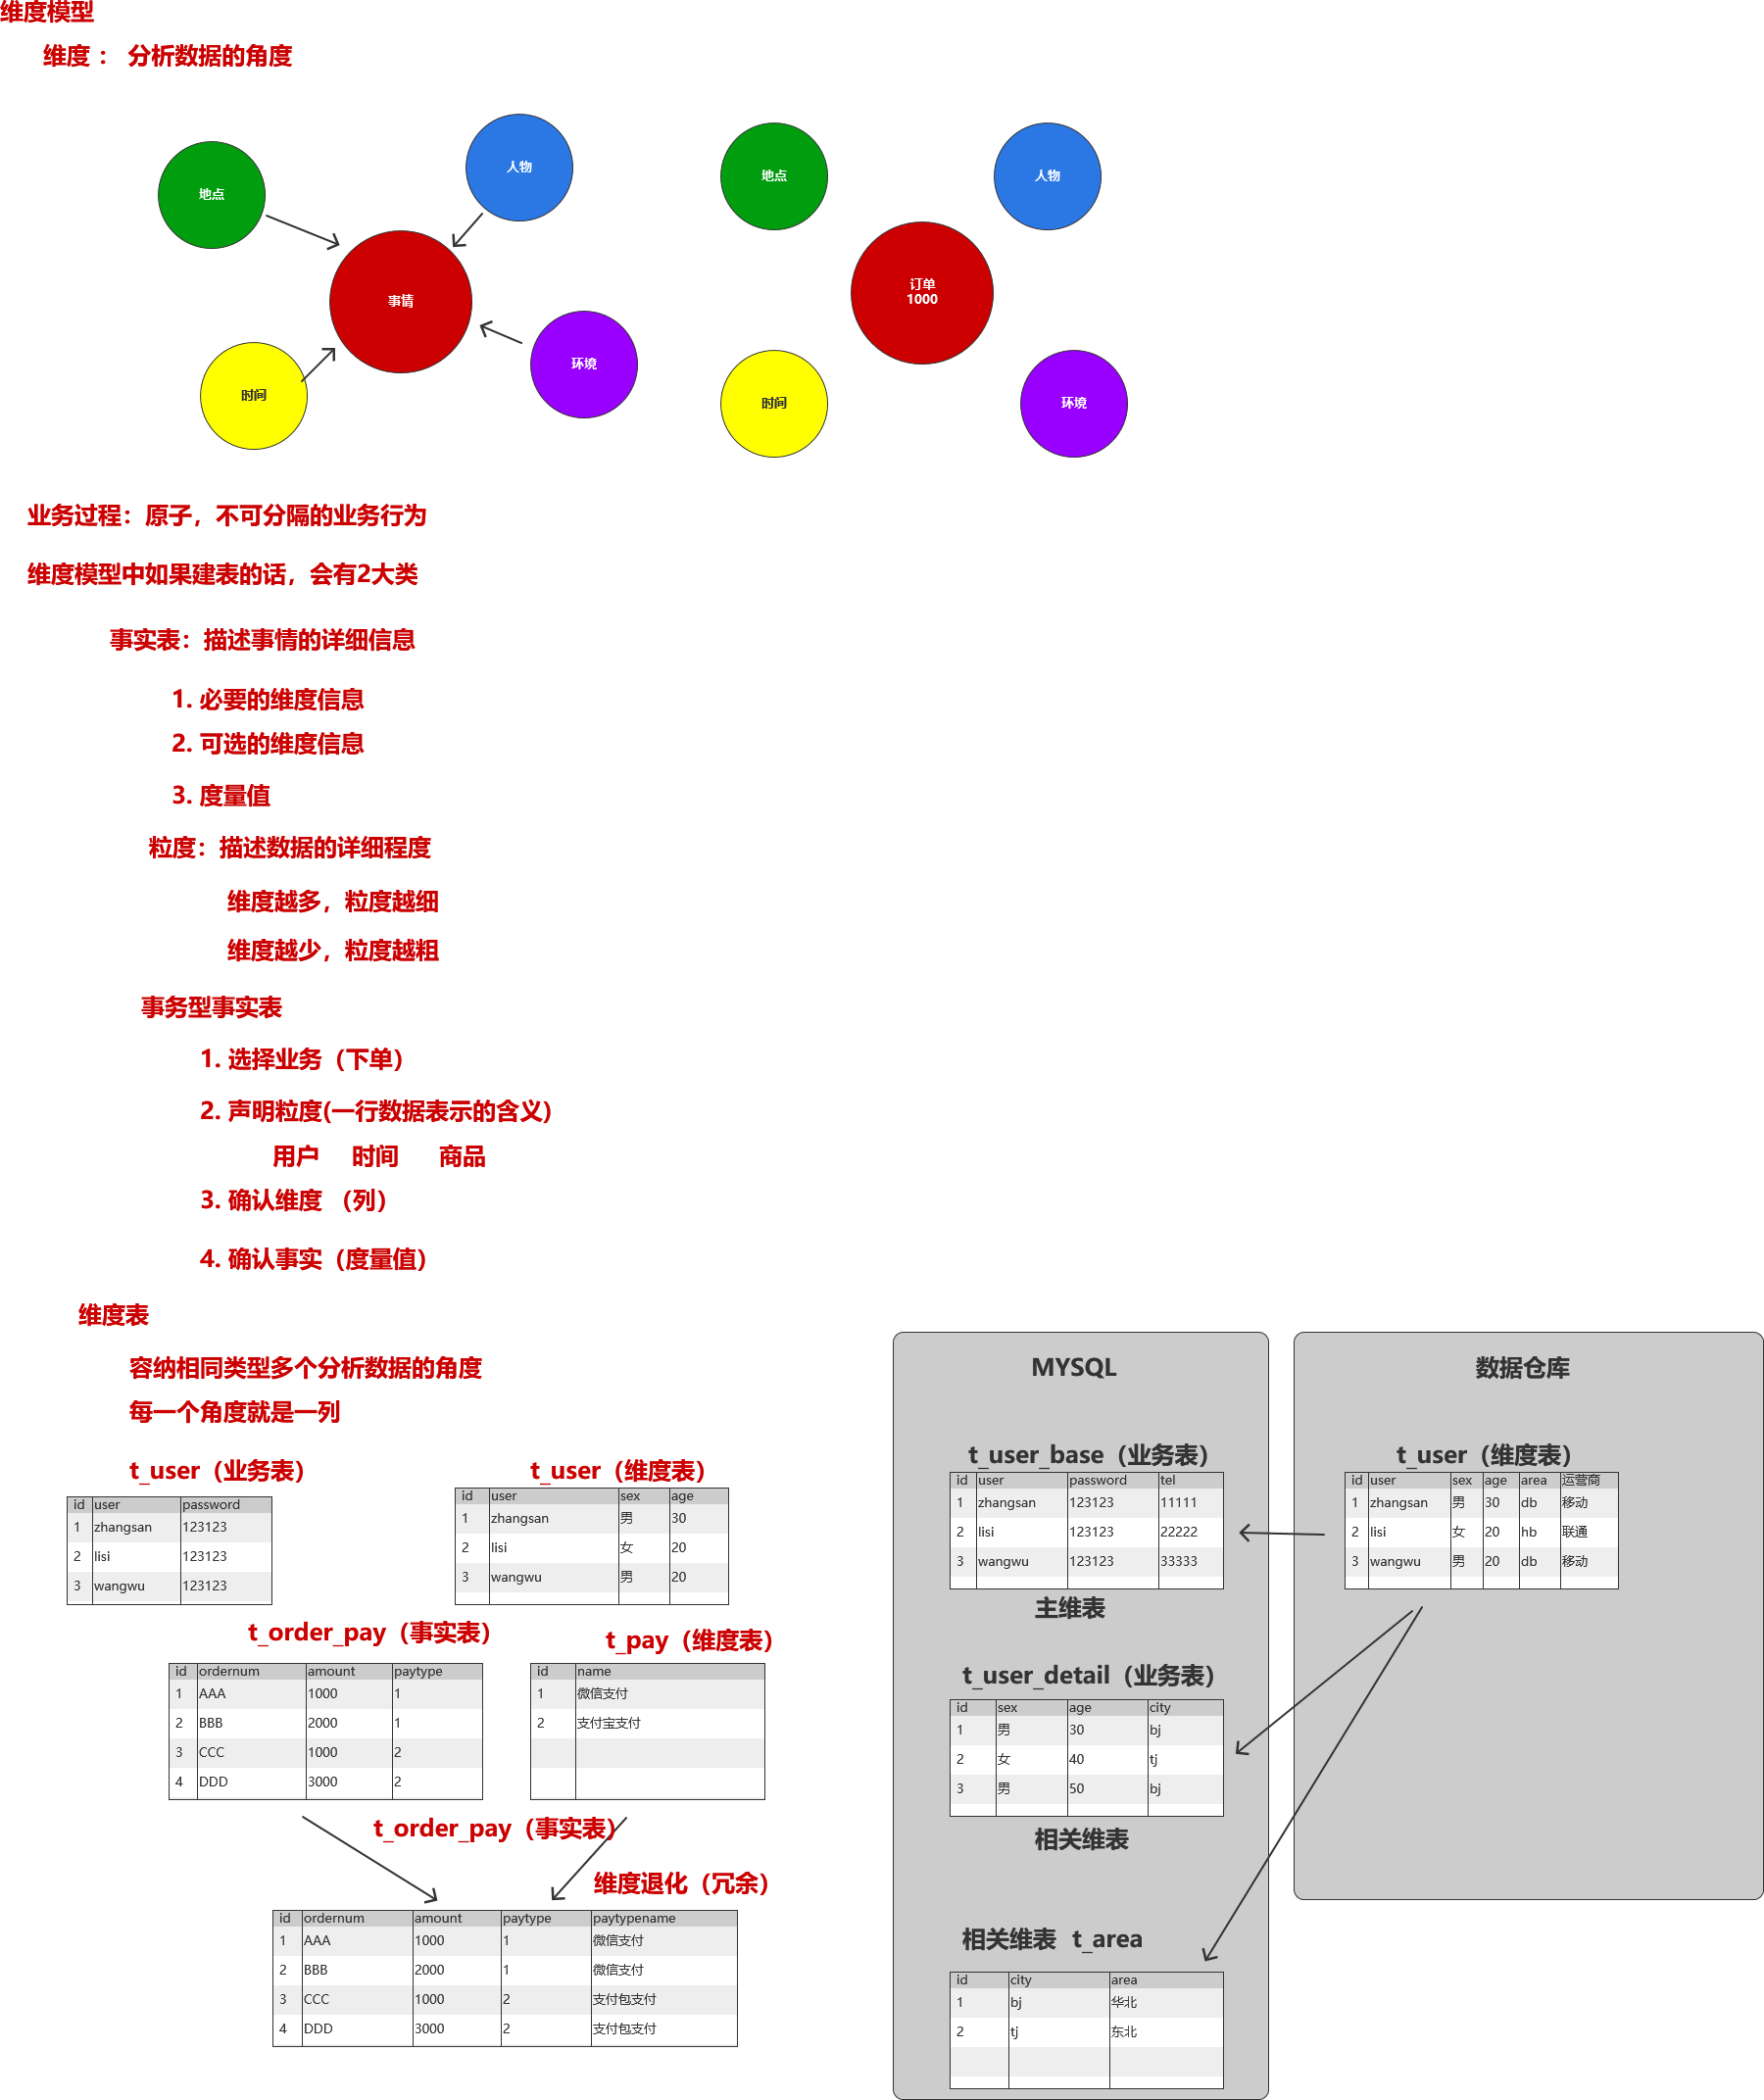 维度模型
维度： 分析数据的角度
地点
人物
事情
时间
环境
地点
人物
订单
1000
时间
环境
业务过程：原子，不可分隔的业务行为
维度模型中如果建表的话，会有2大类
事实表：描述事情的详细信息
1. 必要的维度信息
2. 可选的维度信息
3. 度量值
粒度：描述数据的详细程度
维度越多，粒度越细
维度越少，粒度越粗
事务型事实表
1. 选择业务（下单）
2. 声明粒度(一行数据表示的含义)
用户 时间 商品
3. 确认维度 （列）
4. 确认事实（度量值）
维度表
容纳相同类型多个分析数据的角度
每一个角度就是一列
t_user（业务表）
id user password
1 zhangsan 123123
2 lisi 123123
3 wangwu 123123
t_user（维度表）
id user sex age
1 zhangsan 男 30
2 lisi 女 20
3 wangwu 男 20
t_order_pay（事实表）
id ordernum amount paytype
1 AAA 1000 1
2 BBB 2000 1
3 CCC 1000 2
4 DDD 3000 2
t_pay（维度表）
id name
1 微信支付
2 支付宝支付
t_order_pay（事实表）
维度退化（冗余）
id ordernum amount paytype paytypename
1 AAA 1000 1 微信支付
2 BBB 2000 1 微信支付
3 CCC 1000 2 支付包支付
4 DDD 3000 2 支付包支付
MYSQL
t_user_base（业务表）
id user password tel
1 zhangsan 123123 11111
2 lisi 123123 22222
3 wangwu 123123 33333
主维表
t_user_detail（业务表）
id sex age city
1 男 30 bj
2 女 40 tj
3 男 50 bj
相关维表
相关维表 t_area
id city area
1 bj 华北
2 tj 东北
数据仓库
t_user（维度表）
id user sex age area 运营商
1 zhangsan 男 30 db 移动
2 lisi 女 20 hb 联通
3 wangwu 男 20 db 移动